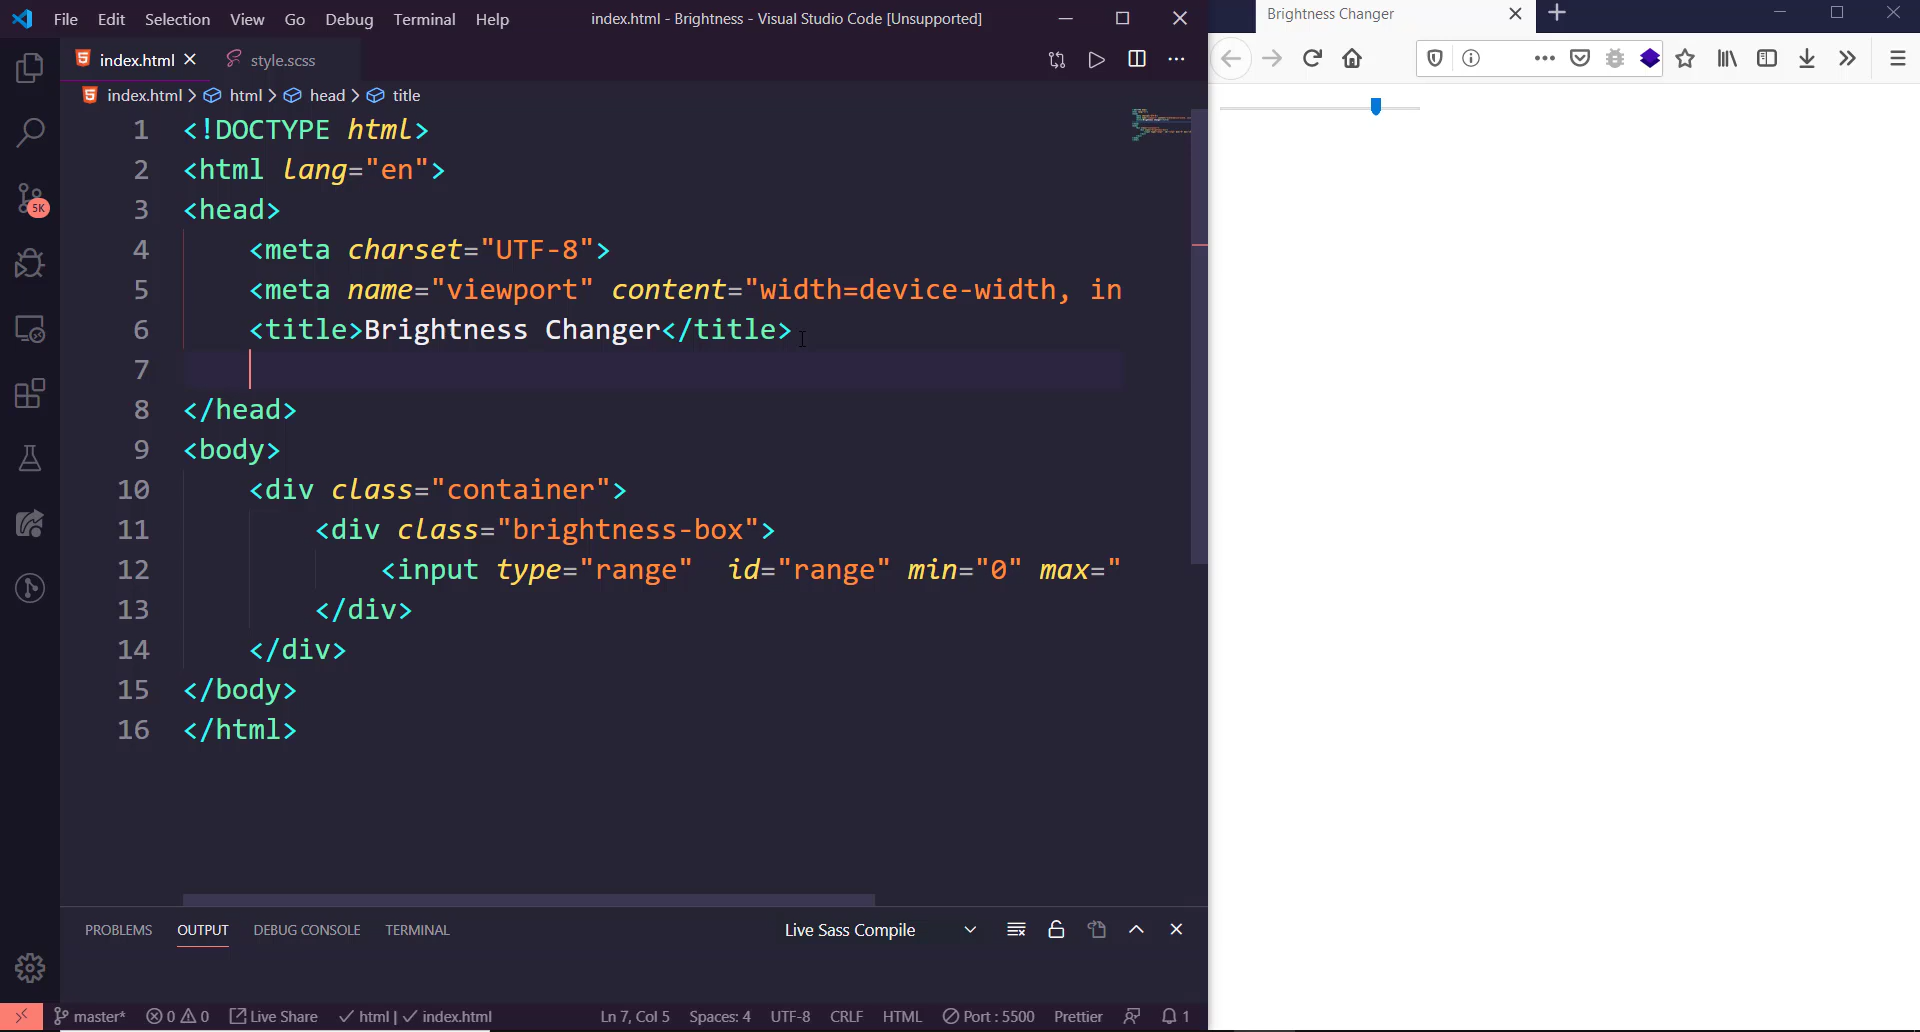 File Edit Selection View Go Debug Terminal Help index.html - Brightness - Visual Studio Code [Unsupported]
Brightness Changer
index.html style.scss
index.html > html > head > title
1 <!DOCTYPE html>
2 <html lang="en">
3 <head>
4 <meta charset="UTF-8">
5 <meta name="viewport" content="width=device-width, in
6 <title>Brightness Changer</title>
7
8 </head>
9 <body>
10 <div class="container">
11 <div class="brightness-box">
12 <input type="range" id="range" min="0" max="
13 </div>
14 </div>
15 </body>
16 </html>
5K
PROBLEMS OUTPUT DEBUG CONSOLE TERMINAL Live Sass Compile
master* 0 0 Live Share html | index.html Ln 7, Col 5 Spaces: 4 UTF-8 CRLF HTML Port : 5500 Prettier 1